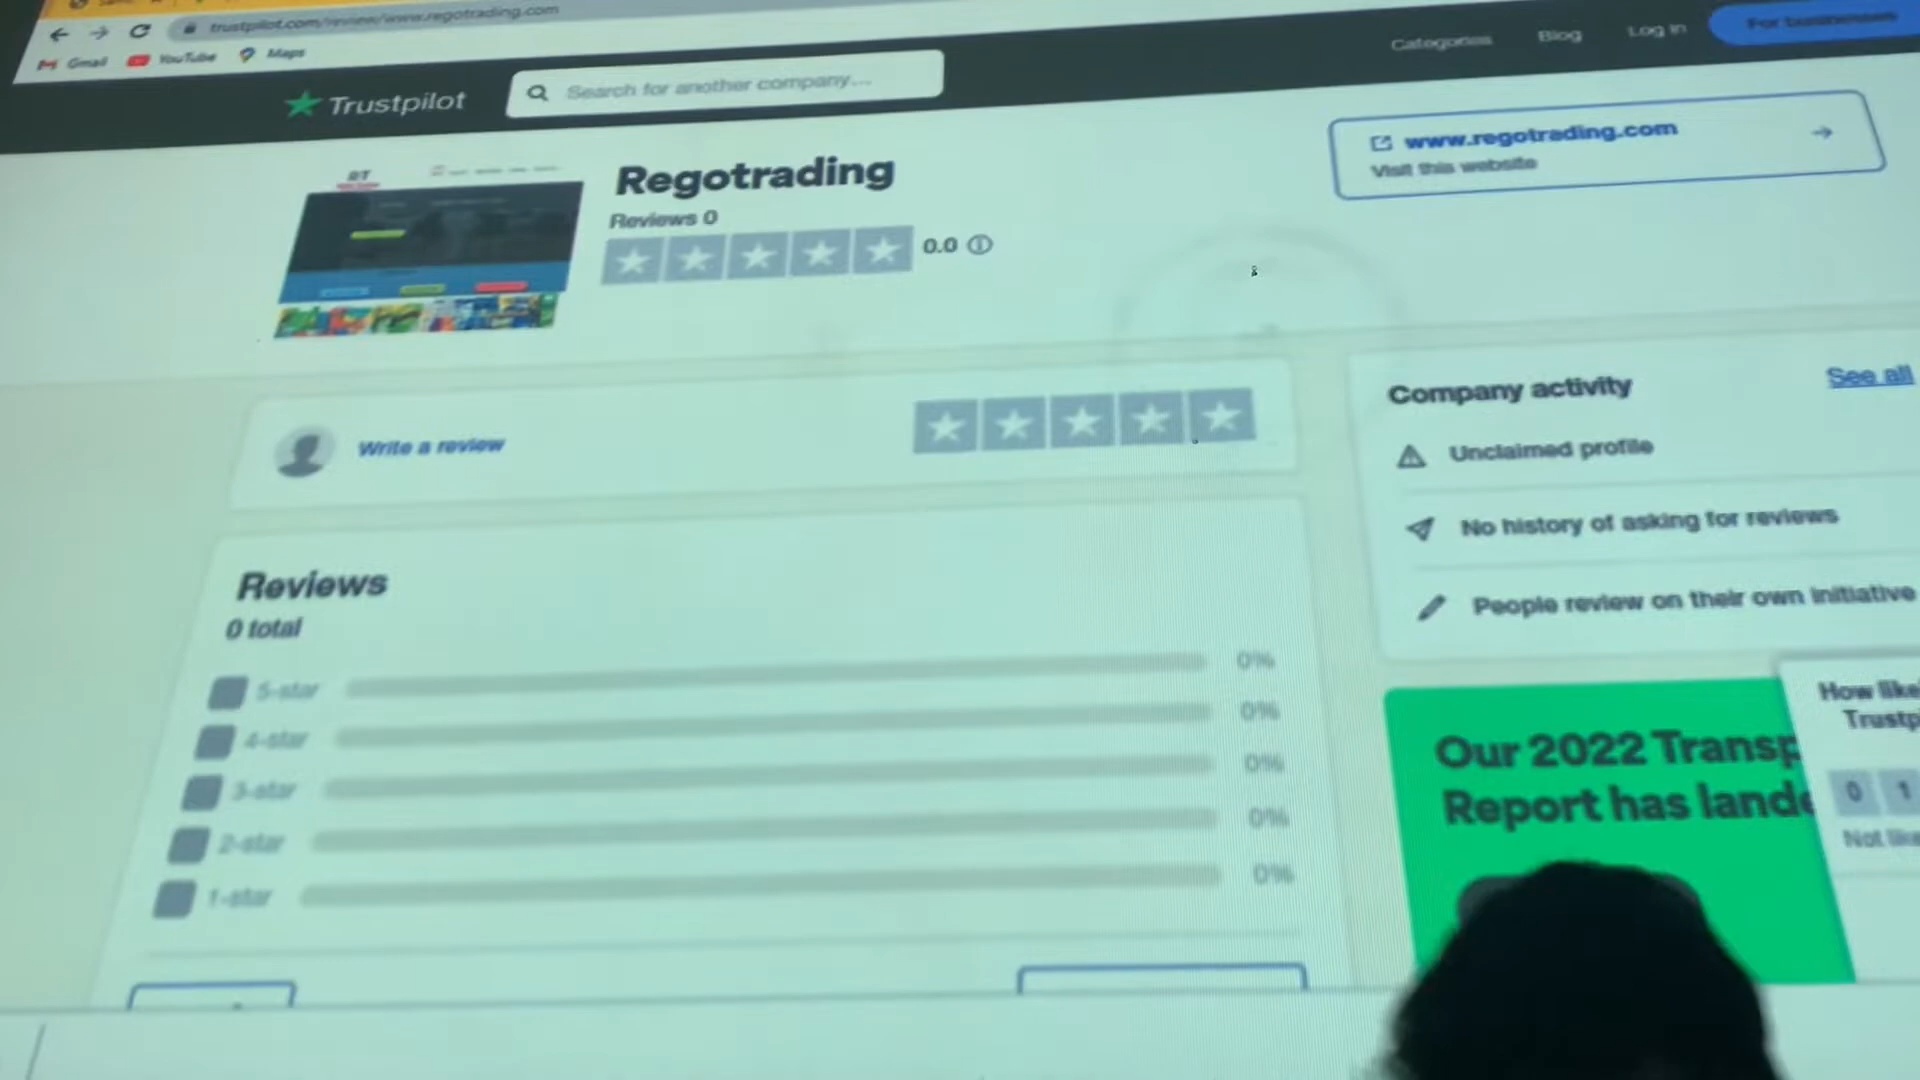 trustpilot.com/review/www.regotrading.com
Gmail YouTube Maps
Trustpilot
Search for another company...
Categories Blog Log in For businesses
RT
Regotrading
Reviews 0
0.0
www.regotrading.com
Visit this website
Write a review
Company activity See all
Unclaimed profile
No history of asking for reviews
People review on their own initiative
Reviews
0 total
5-star 0%
4-star 0%
3-star 0%
2-star 0%
1-star 0%
Our 2022 Transp
Report has lande
How like
Trustp
0 1
Not like